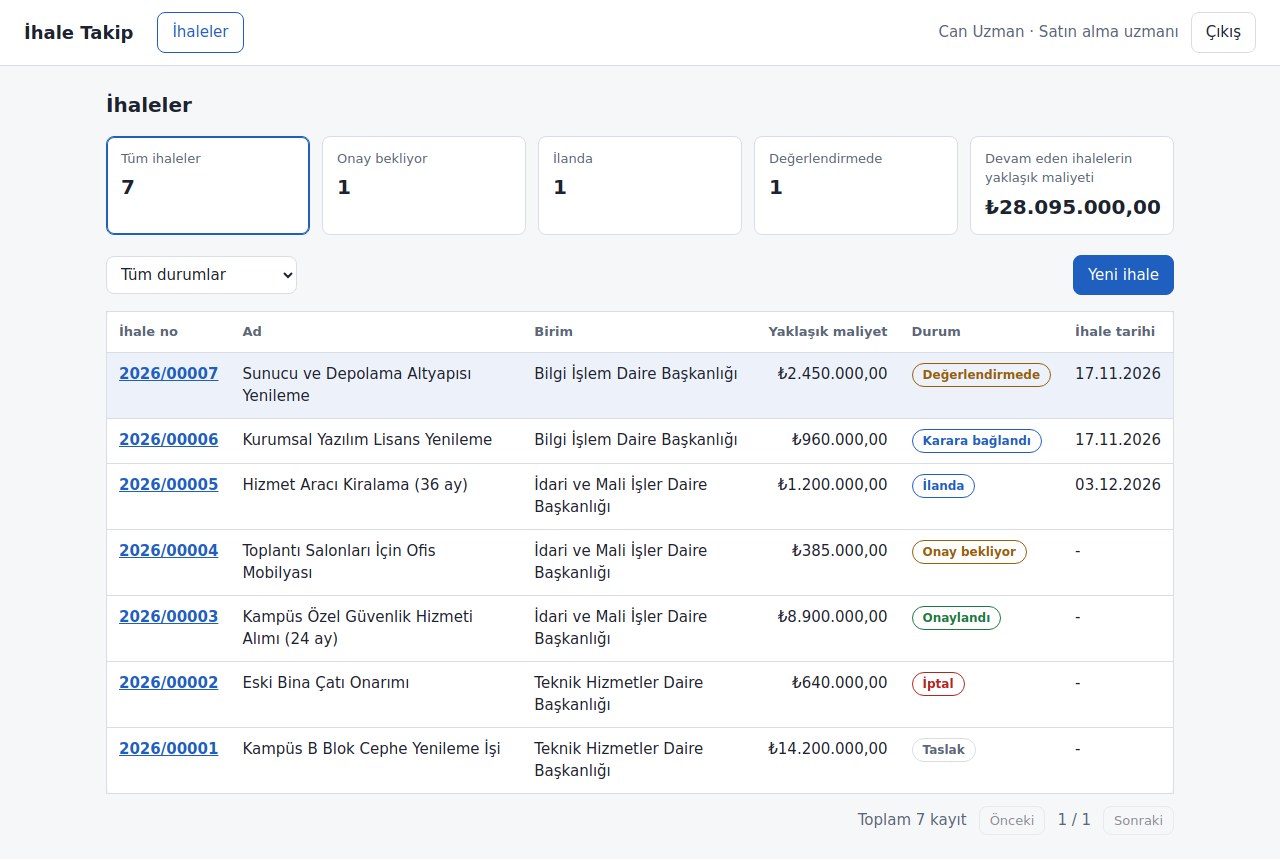 İhale Takip
İhaleler
Can Uzman · Satın alma uzmanı
Çıkış
İhaleler
Tüm ihaleler
7
Onay bekliyor
1
İlanda
1
Değerlendirmede
1
Devam eden ihalelerin
yaklaşık maliyeti
₺28.095.000,00
Tüm durumlar
Yeni ihale
İhale no Ad Birim Yaklaşık maliyet Durum İhale tarihi
2026/00007 Sunucu ve Depolama Altyapısı Bilgi İşlem Daire Başkanlığı ₺2.450.000,00 Değerlendirmede 17.11.2026
Yenileme
2026/00006 Kurumsal Yazılım Lisans Yenileme Bilgi İşlem Daire Başkanlığı ₺960.000,00 Karara bağlandı 17.11.2026
2026/00005 Hizmet Aracı Kiralama (36 ay) İdari ve Mali İşler Daire ₺1.200.000,00 İlanda 03.12.2026
Başkanlığı
2026/00004 Toplantı Salonları İçin Ofis İdari ve Mali İşler Daire ₺385.000,00 Onay bekliyor -
Mobilyası Başkanlığı
2026/00003 Kampüs Özel Güvenlik Hizmeti İdari ve Mali İşler Daire ₺8.900.000,00 Onaylandı -
Alımı (24 ay) Başkanlığı
2026/00002 Eski Bina Çatı Onarımı Teknik Hizmetler Daire ₺640.000,00 İptal -
Başkanlığı
2026/00001 Kampüs B Blok Cephe Yenileme İşi Teknik Hizmetler Daire ₺14.200.000,00 Taslak -
Başkanlığı
Toplam 7 kayıt Önceki 1 / 1 Sonraki